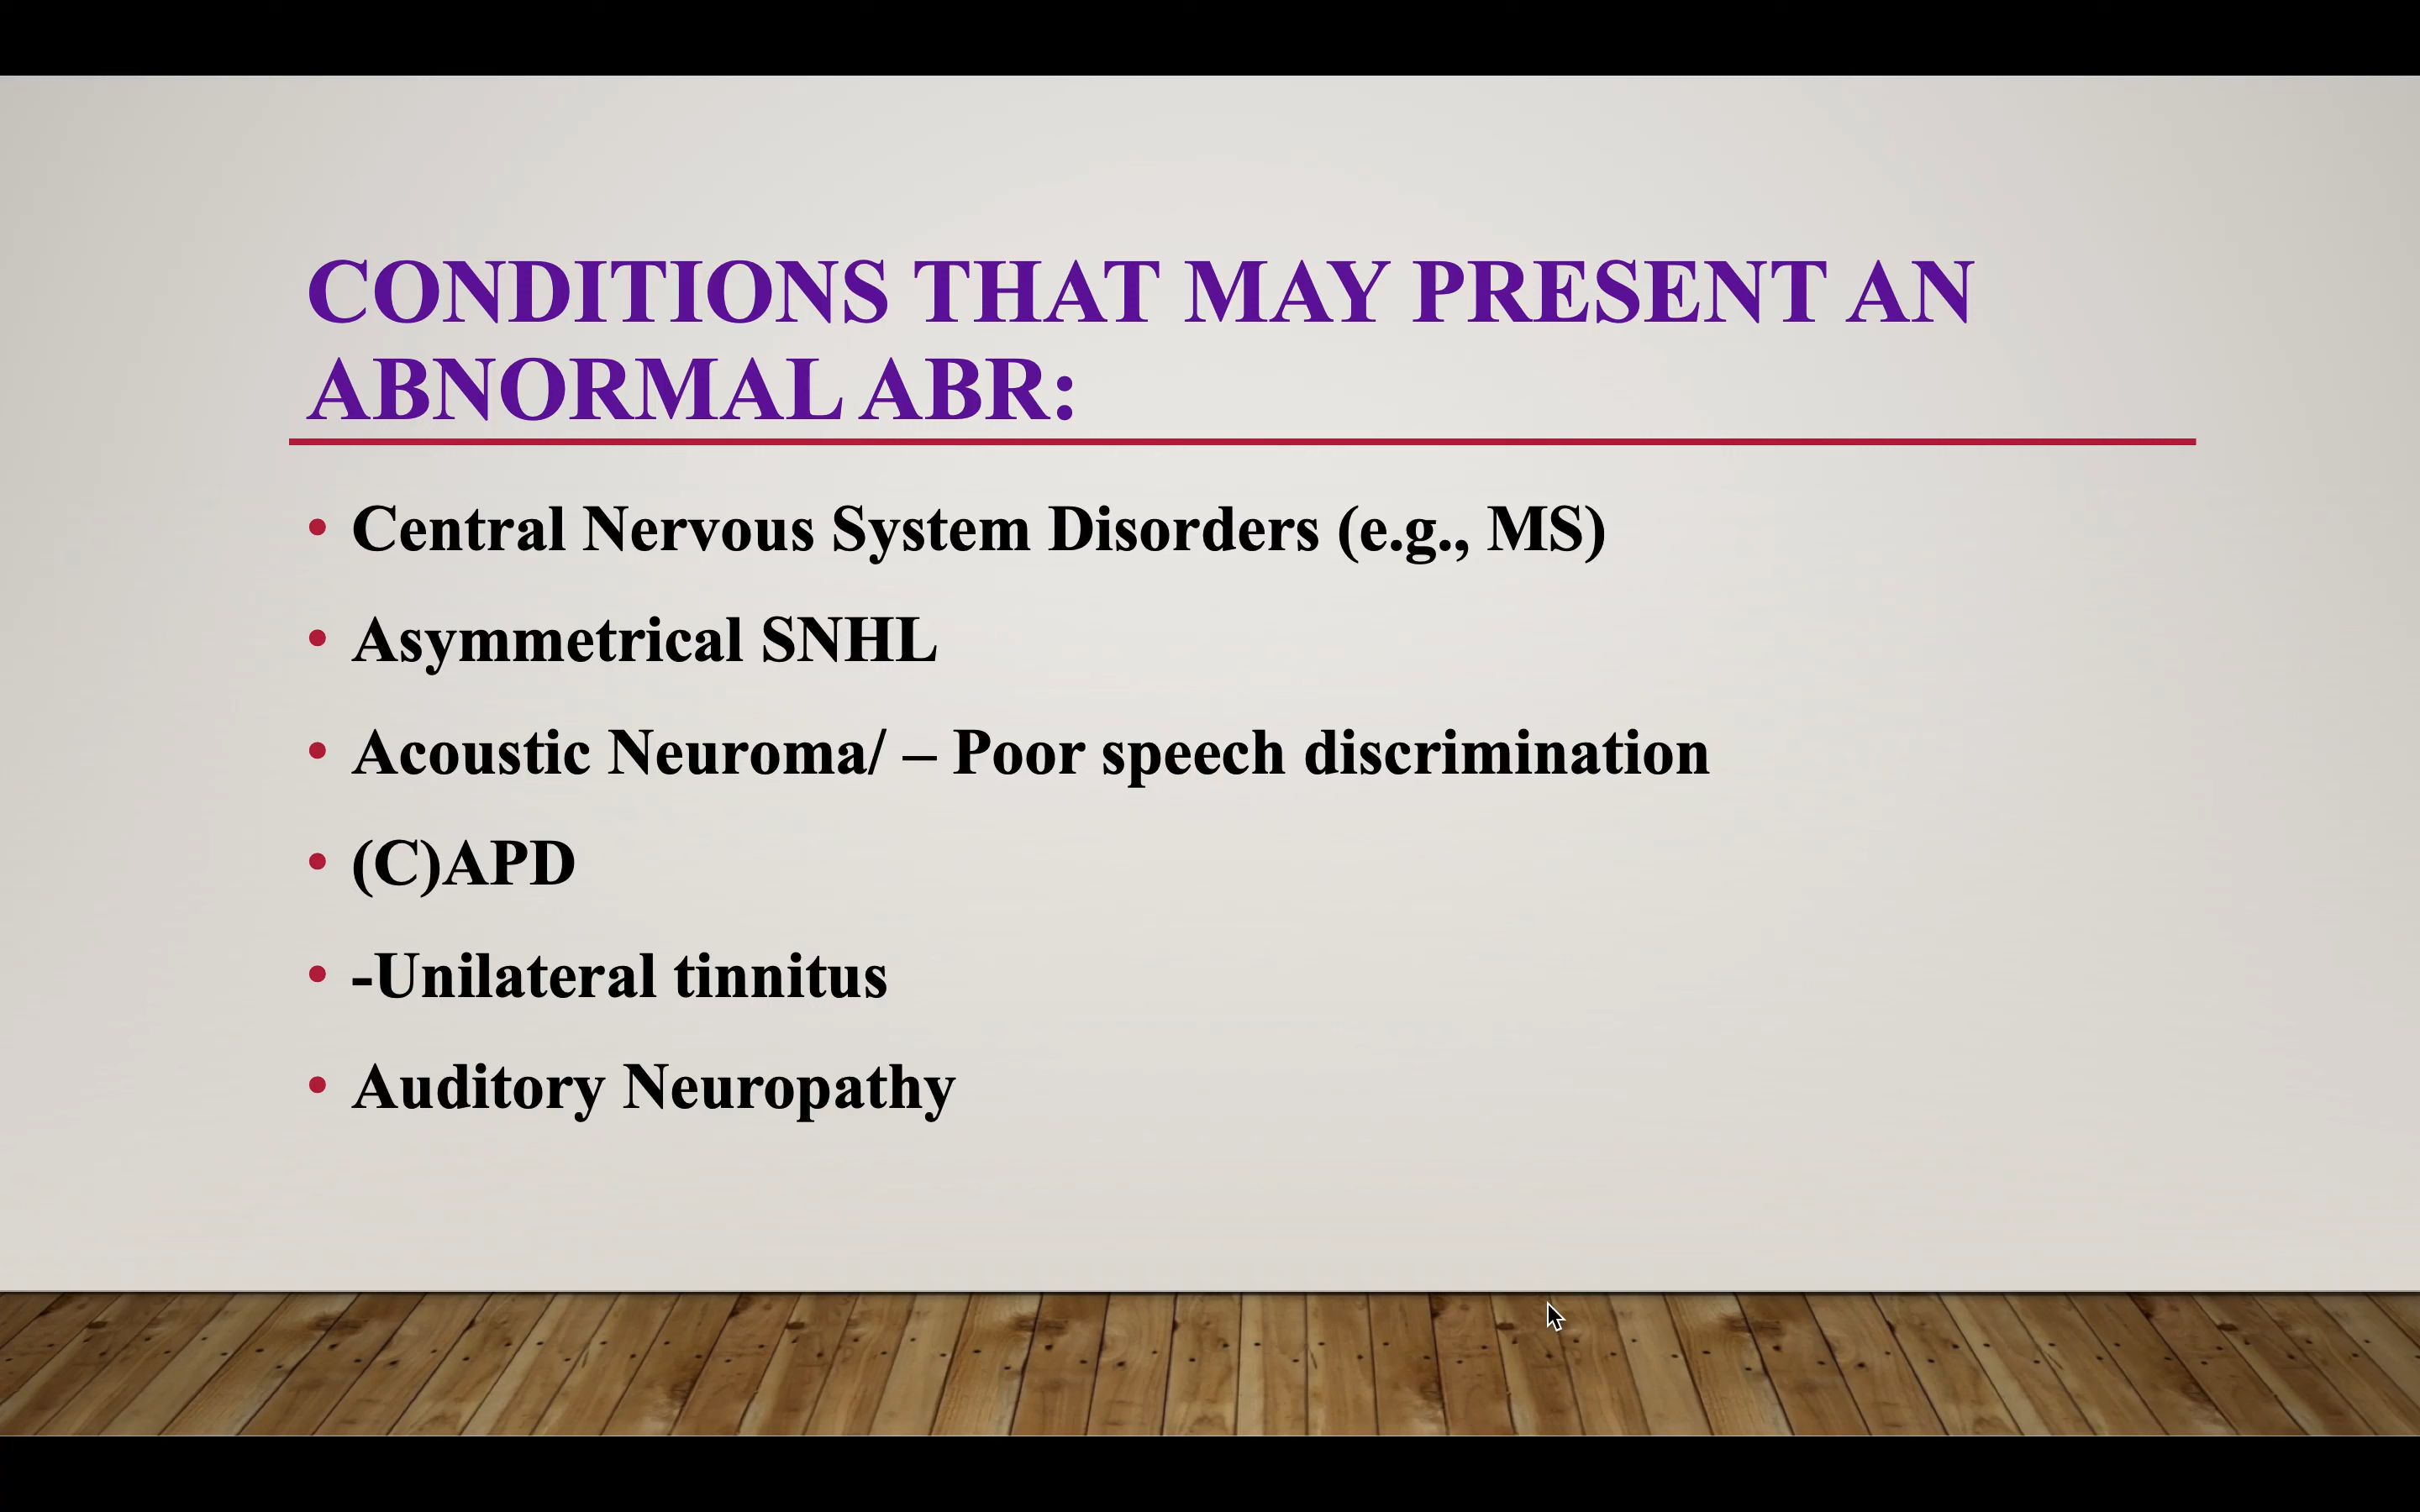 CONDITIONS THAT MAY PRESENT AN
ABNORMAL ABR:
• Central Nervous System Disorders (e.g., MS)
• Asymmetrical SNHL
• Acoustic Neuroma/ – Poor speech discrimination
• (C)APD
• -Unilateral tinnitus
• Auditory Neuropathy